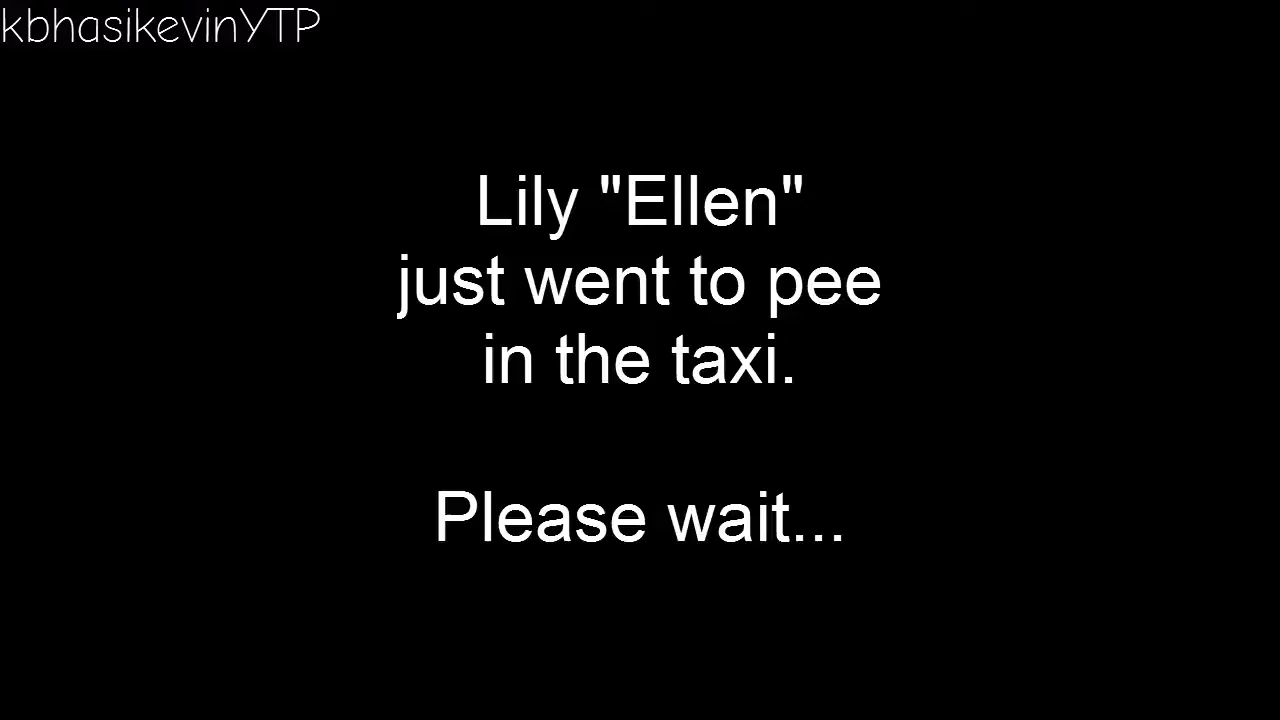 kbhasikevinYTP
Lily "Ellen"
just went to pee
in the taxi.
Please wait...